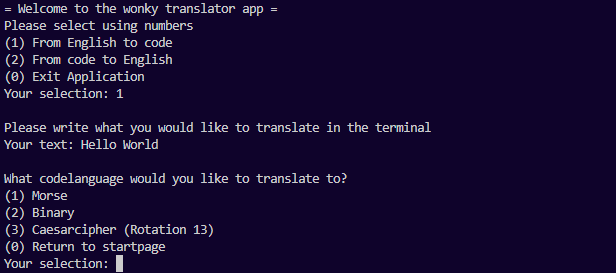 = Welcome to the wonky translator app =
Please select using numbers
(1) From English to code
(2) From code to English
(0) Exit Application
Your selection: 1
Please write what you would like to translate in the terminal
Your text: Hello World
What codelanguage would you like to translate to?
(1) Morse
(2) Binary
(3) Caesarcipher (Rotation 13)
(0) Return to startpage
Your selection: